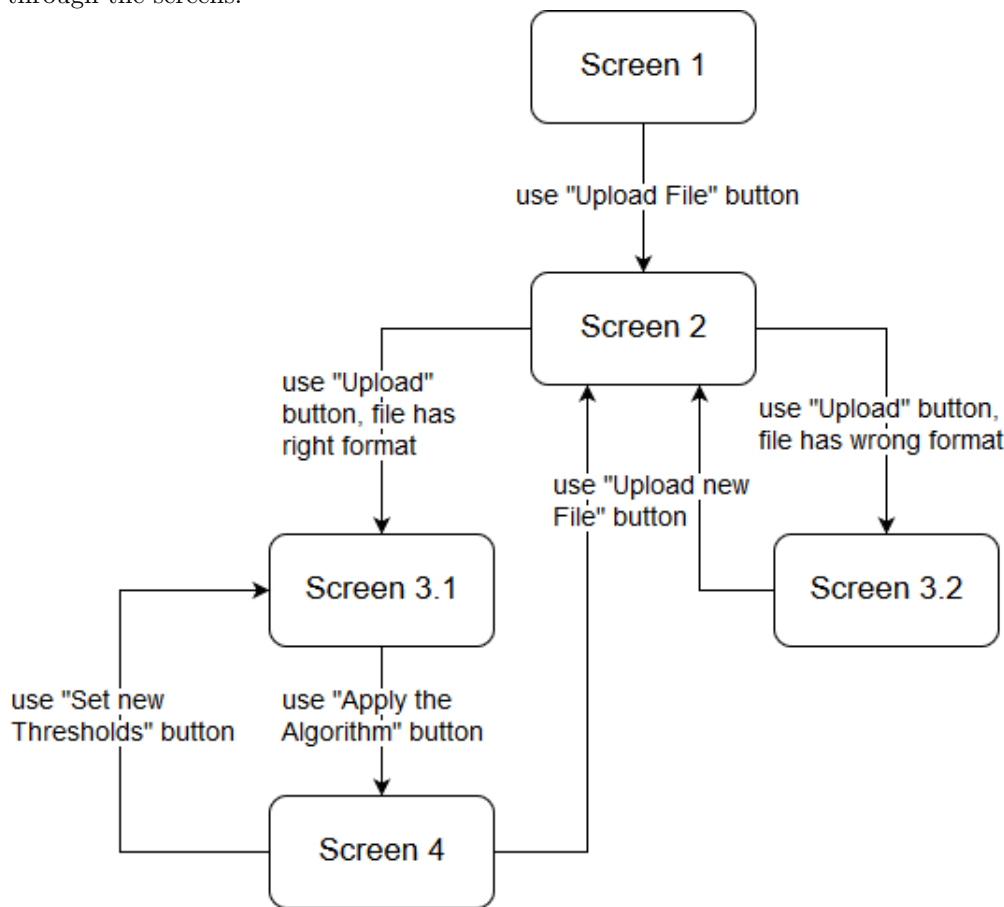 through the screens.
Screen 1
use "Upload File" button
Screen 2
use "Upload"
button, file has
right format
use "Upload" button,
file has wrong format
use "Upload new
File" button
Screen 3.1
Screen 3.2
use "Set new
Thresholds" button
use "Apply the
Algorithm" button
Screen 4